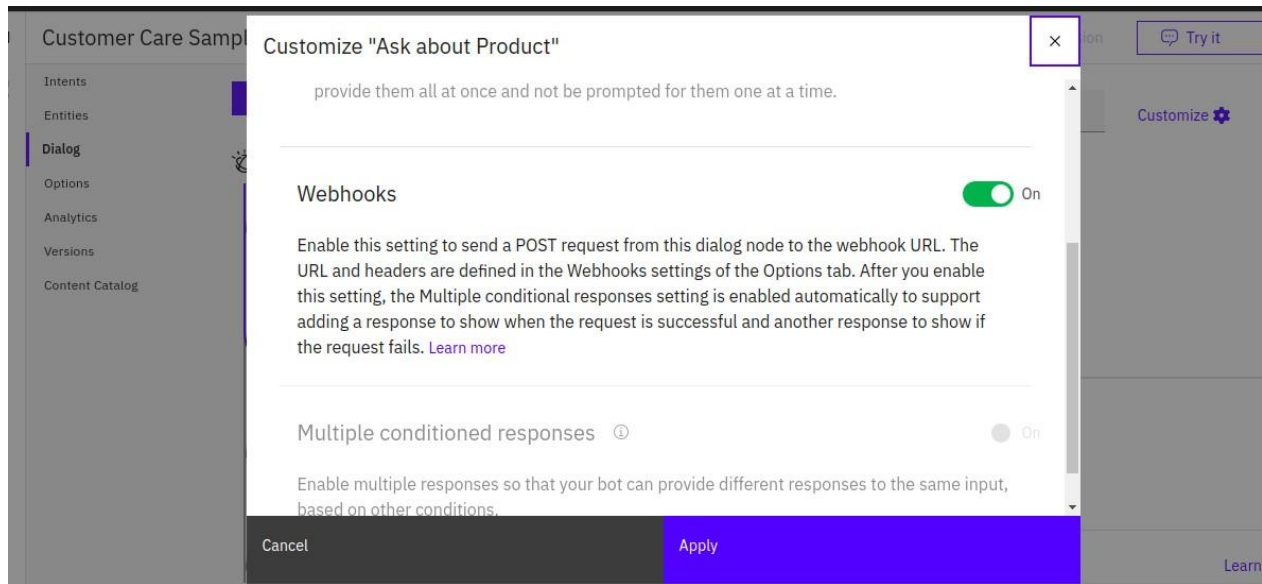 Customer Care Sampl
Try it
Intents
Entities
Dialog
Options
Analytics
Versions
Content Catalog
Customize
Customize "Ask about Product"
provide them all at once and not be prompted for them one at a time.
Webhooks
On
Enable this setting to send a POST request from this dialog node to the webhook URL. The
URL and headers are defined in the Webhooks settings of the Options tab. After you enable
this setting, the Multiple conditional responses setting is enabled automatically to support
adding a response to show when the request is successful and another response to show if
the request fails. Learn more
Multiple conditioned responses
On
Enable multiple responses so that your bot can provide different responses to the same input,
based on other conditions.
Cancel
Apply
Learn